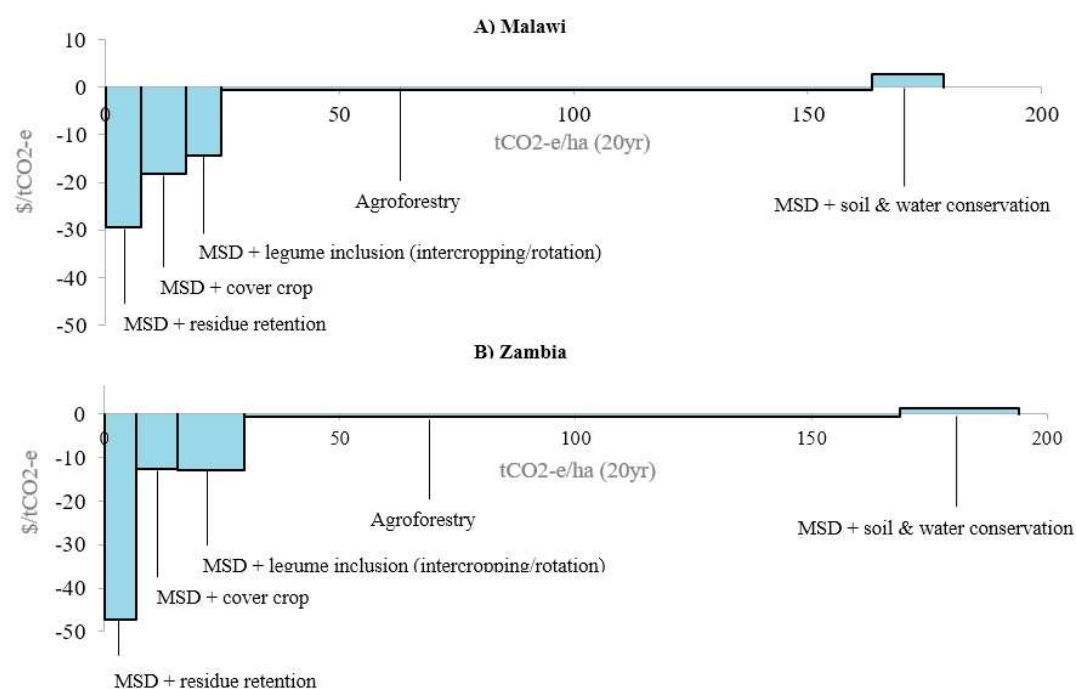 A) Malawi
10
0
0
50
100
150
200
-10
tCO2-e/ha (20yr)
$/tCO2-e
-20
Agroforestry
MSD + soil & water conservation
-30
MSD + legume inclusion (intercropping/rotation)
-40
MSD + cover crop
-50
MSD + residue retention
B) Zambia
0
0
50
100
150
200
-10
tCO2-e/ha (20yr)
$/tCO2-e
-20
Agroforestry
MSD + soil & water conservation
-30
MSD + legume inclusion (intercropping/rotation)
-40
MSD + cover crop
-50
MSD + residue retention